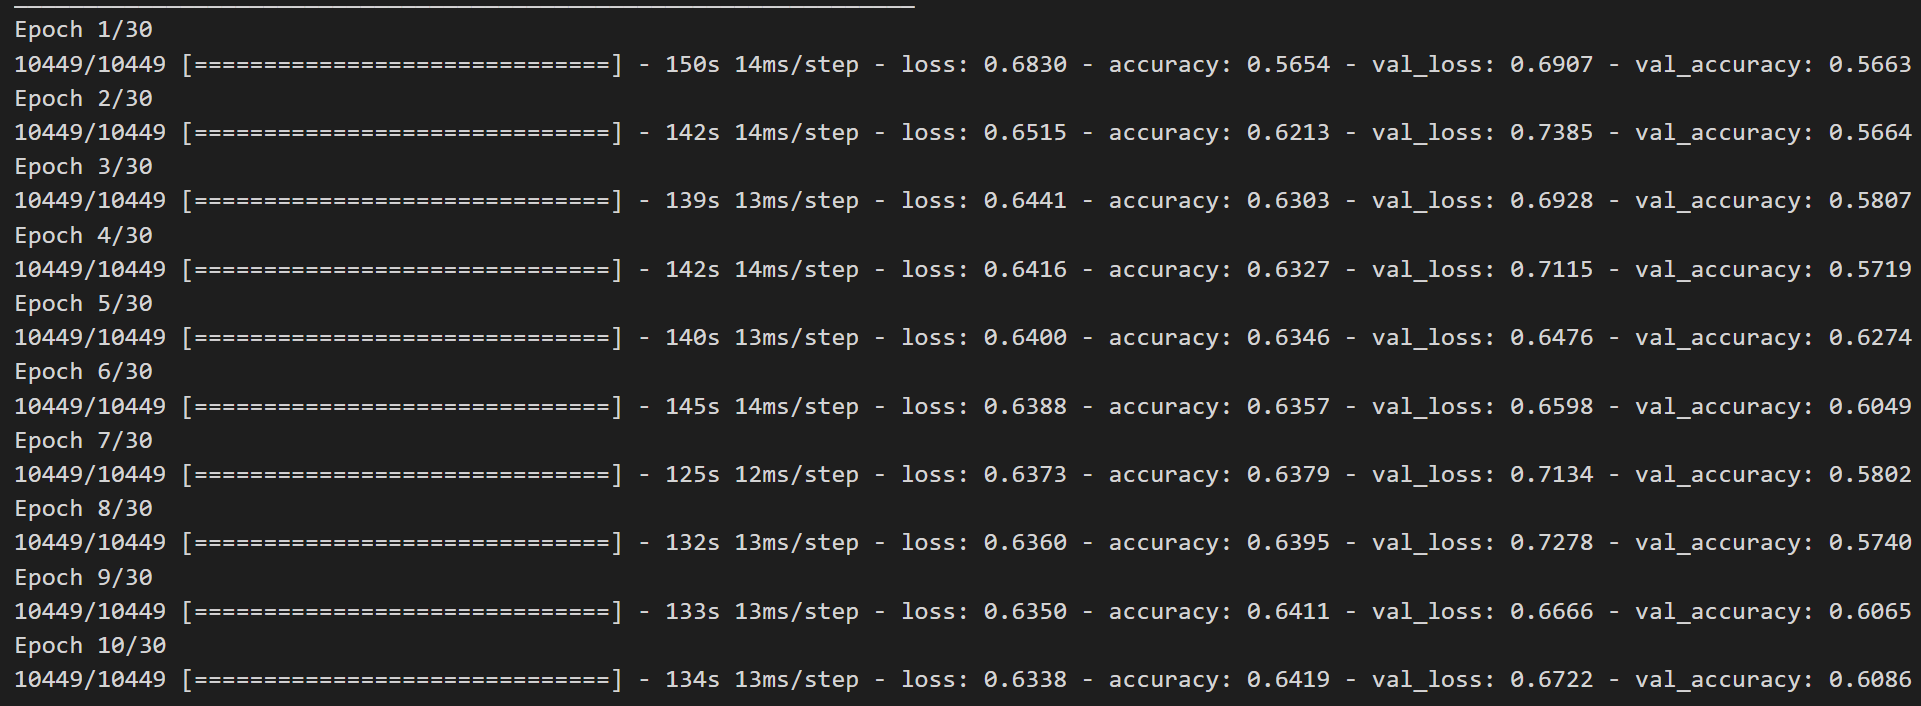 Epoch 1/30
10449/10449 [==============================] - 150s 14ms/step - loss: 0.6830 - accuracy: 0.5654 - val_loss: 0.6907 - val_accuracy: 0.5663
Epoch 2/30
10449/10449 [==============================] - 142s 14ms/step - loss: 0.6515 - accuracy: 0.6213 - val_loss: 0.7385 - val_accuracy: 0.5664
Epoch 3/30
10449/10449 [==============================] - 139s 13ms/step - loss: 0.6441 - accuracy: 0.6303 - val_loss: 0.6928 - val_accuracy: 0.5807
Epoch 4/30
10449/10449 [==============================] - 142s 14ms/step - loss: 0.6416 - accuracy: 0.6327 - val_loss: 0.7115 - val_accuracy: 0.5719
Epoch 5/30
10449/10449 [==============================] - 140s 13ms/step - loss: 0.6400 - accuracy: 0.6346 - val_loss: 0.6476 - val_accuracy: 0.6274
Epoch 6/30
10449/10449 [==============================] - 145s 14ms/step - loss: 0.6388 - accuracy: 0.6357 - val_loss: 0.6598 - val_accuracy: 0.6049
Epoch 7/30
10449/10449 [==============================] - 125s 12ms/step - loss: 0.6373 - accuracy: 0.6379 - val_loss: 0.7134 - val_accuracy: 0.5802
Epoch 8/30
10449/10449 [==============================] - 132s 13ms/step - loss: 0.6360 - accuracy: 0.6395 - val_loss: 0.7278 - val_accuracy: 0.5740
Epoch 9/30
10449/10449 [==============================] - 133s 13ms/step - loss: 0.6350 - accuracy: 0.6411 - val_loss: 0.6666 - val_accuracy: 0.6065
Epoch 10/30
10449/10449 [==============================] - 134s 13ms/step - loss: 0.6338 - accuracy: 0.6419 - val_loss: 0.6722 - val_accuracy: 0.6086